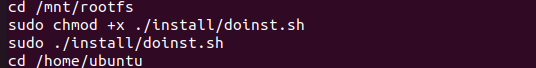 cd /mnt/rootfs
sudo chmod +x ./install/doinst.sh
sudo ./install/doinst.sh
cd /home/ubuntu